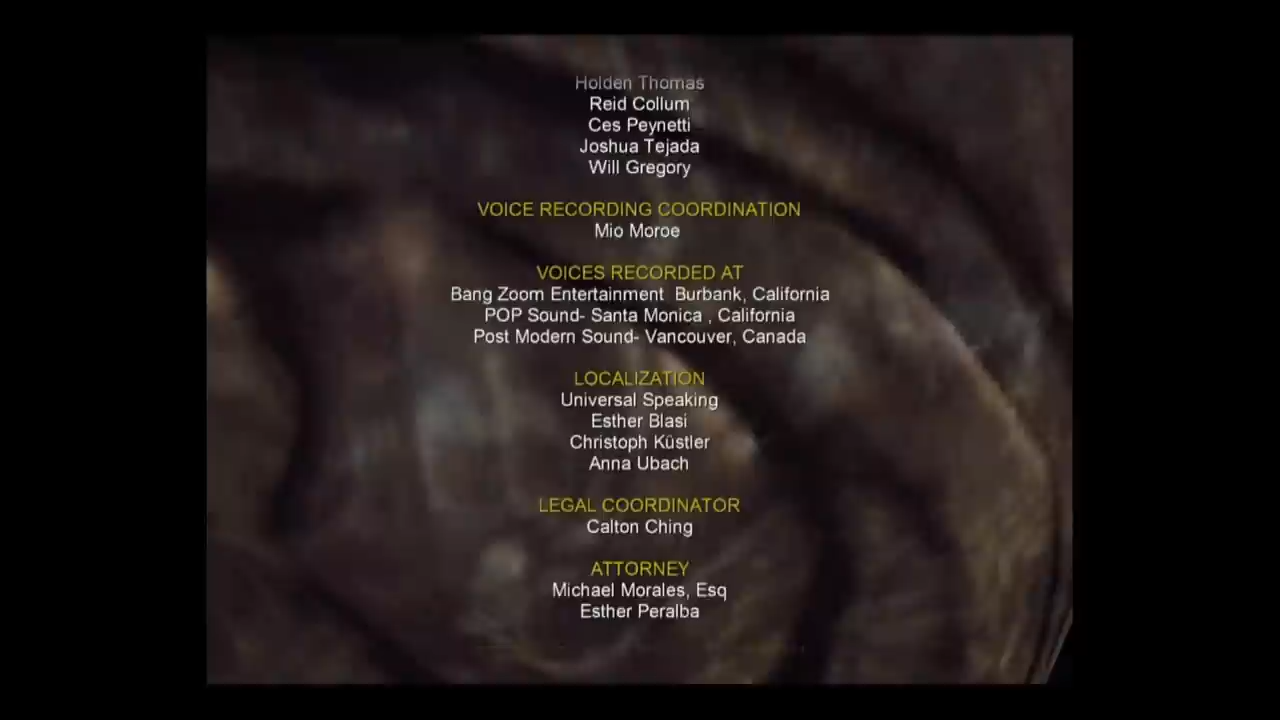 Holden Thomas
Reid Collum
Ces Peynetti
Joshua Tejada
Will Gregory
VOICE RECORDING COORDINATION
Mio Moroe
VOICES RECORDED AT
Bang Zoom Entertainment  Burbank, California
POP Sound- Santa Monica , California
Post Modern Sound- Vancouver, Canada
LOCALIZATION
Universal Speaking
Esther Blasi
Christoph Küstler
Anna Ubach
LEGAL COORDINATOR
Calton Ching
ATTORNEY
Michael Morales, Esq
Esther Peralba